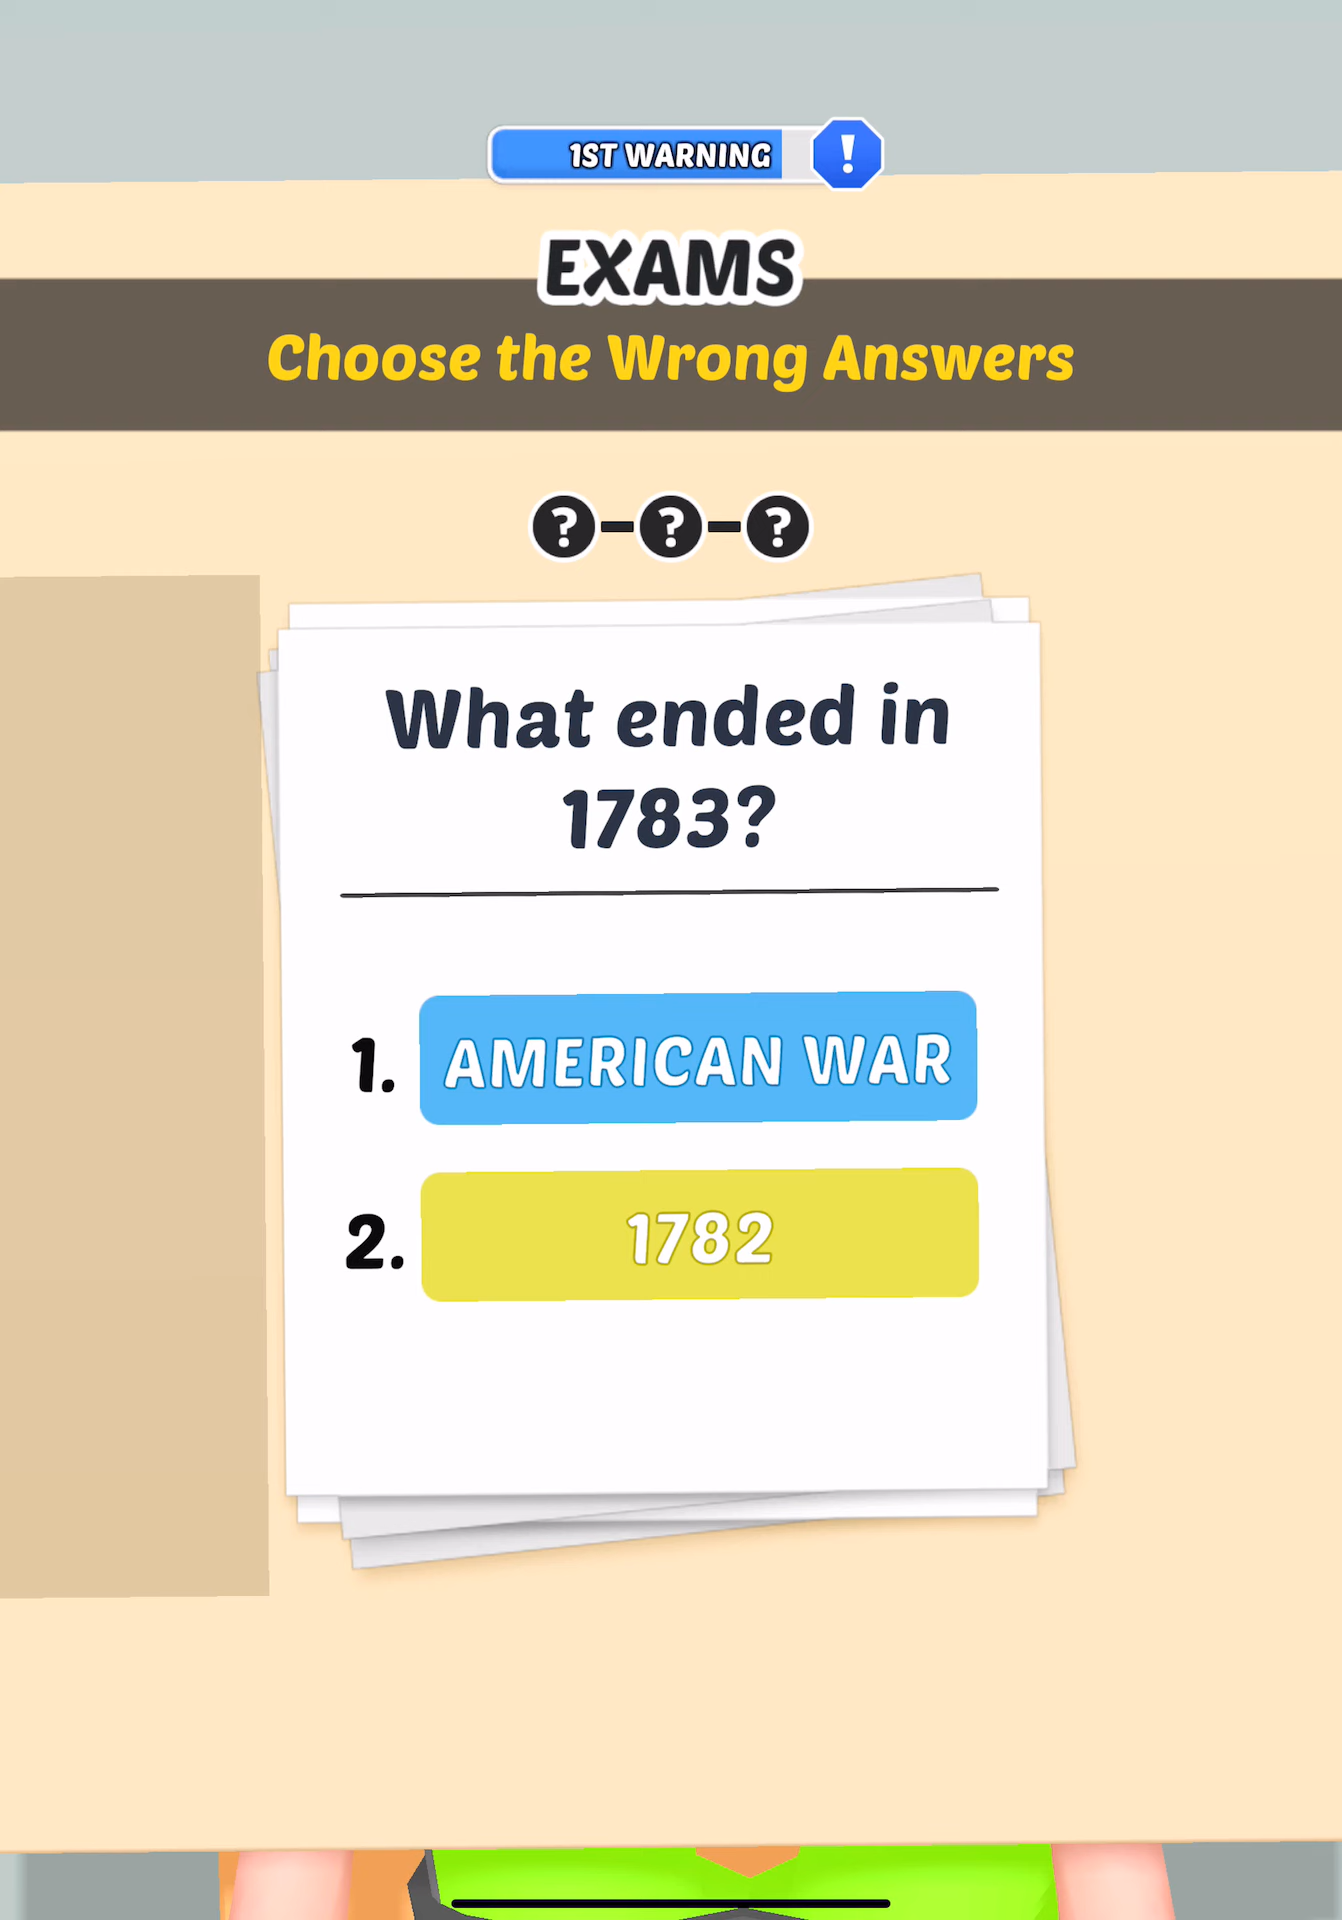 1ST WARNING
!
EXAMS
Choose the Wrong Answers
? - ? - ?
What ended in
1783?
1. AMERICAN WAR
2. 1782